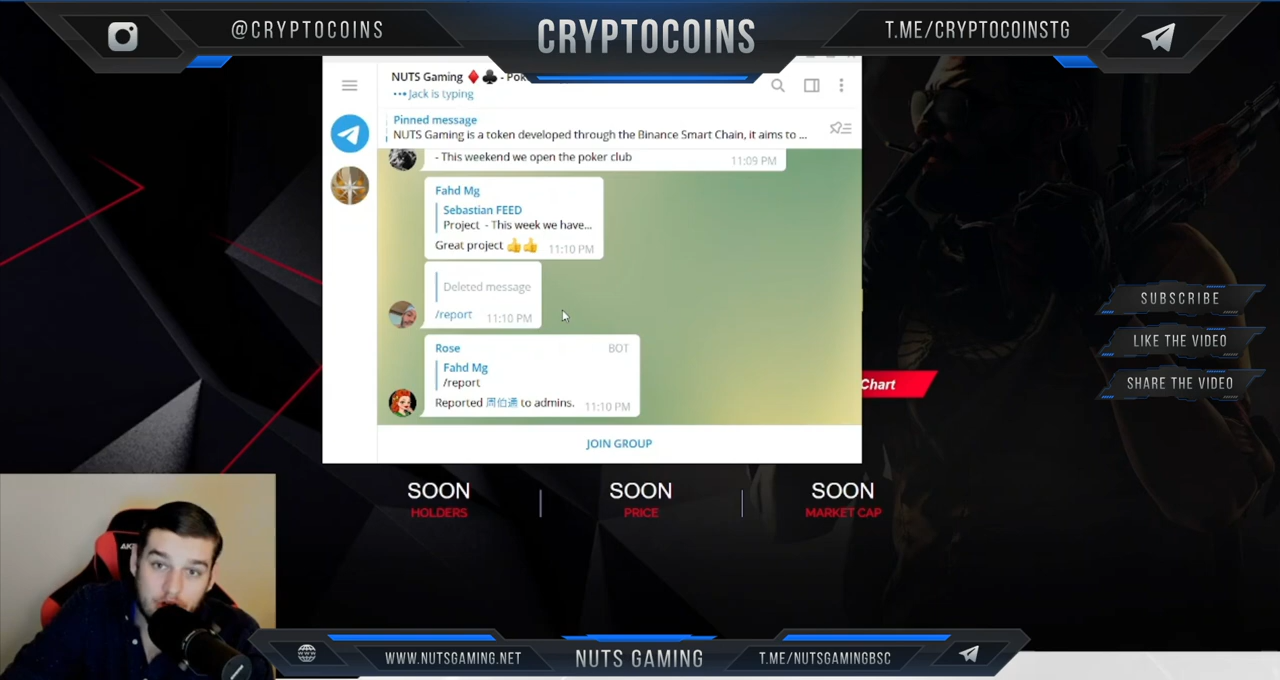 @CRYPTOCOINS
CRYPTOCOINS
T.ME/CRYPTOCOINSTG
NUTS Gaming ♦️♣️ - Pok
Jack is typing
Pinned message
NUTS Gaming is a token developed through the Binance Smart Chain, it aims to ...
- This weekend we open the poker club
11:09 PM
Fahd Mg
Sebastian FEED
Project - This week we have...
Great project 👍👍 11:10 PM
Deleted message
/report 11:10 PM
Rose BOT
Fahd Mg
/report
Reported 周伯通 to admins. 11:10 PM
JOIN GROUP
SUBSCRIBE
LIKE THE VIDEO
SHARE THE VIDEO
Chart
SOON
HOLDERS
SOON
PRICE
SOON
MARKET CAP
WWW.NUTSGAMING.NET
NUTS GAMING
T.ME/NUTSGAMINGBSC